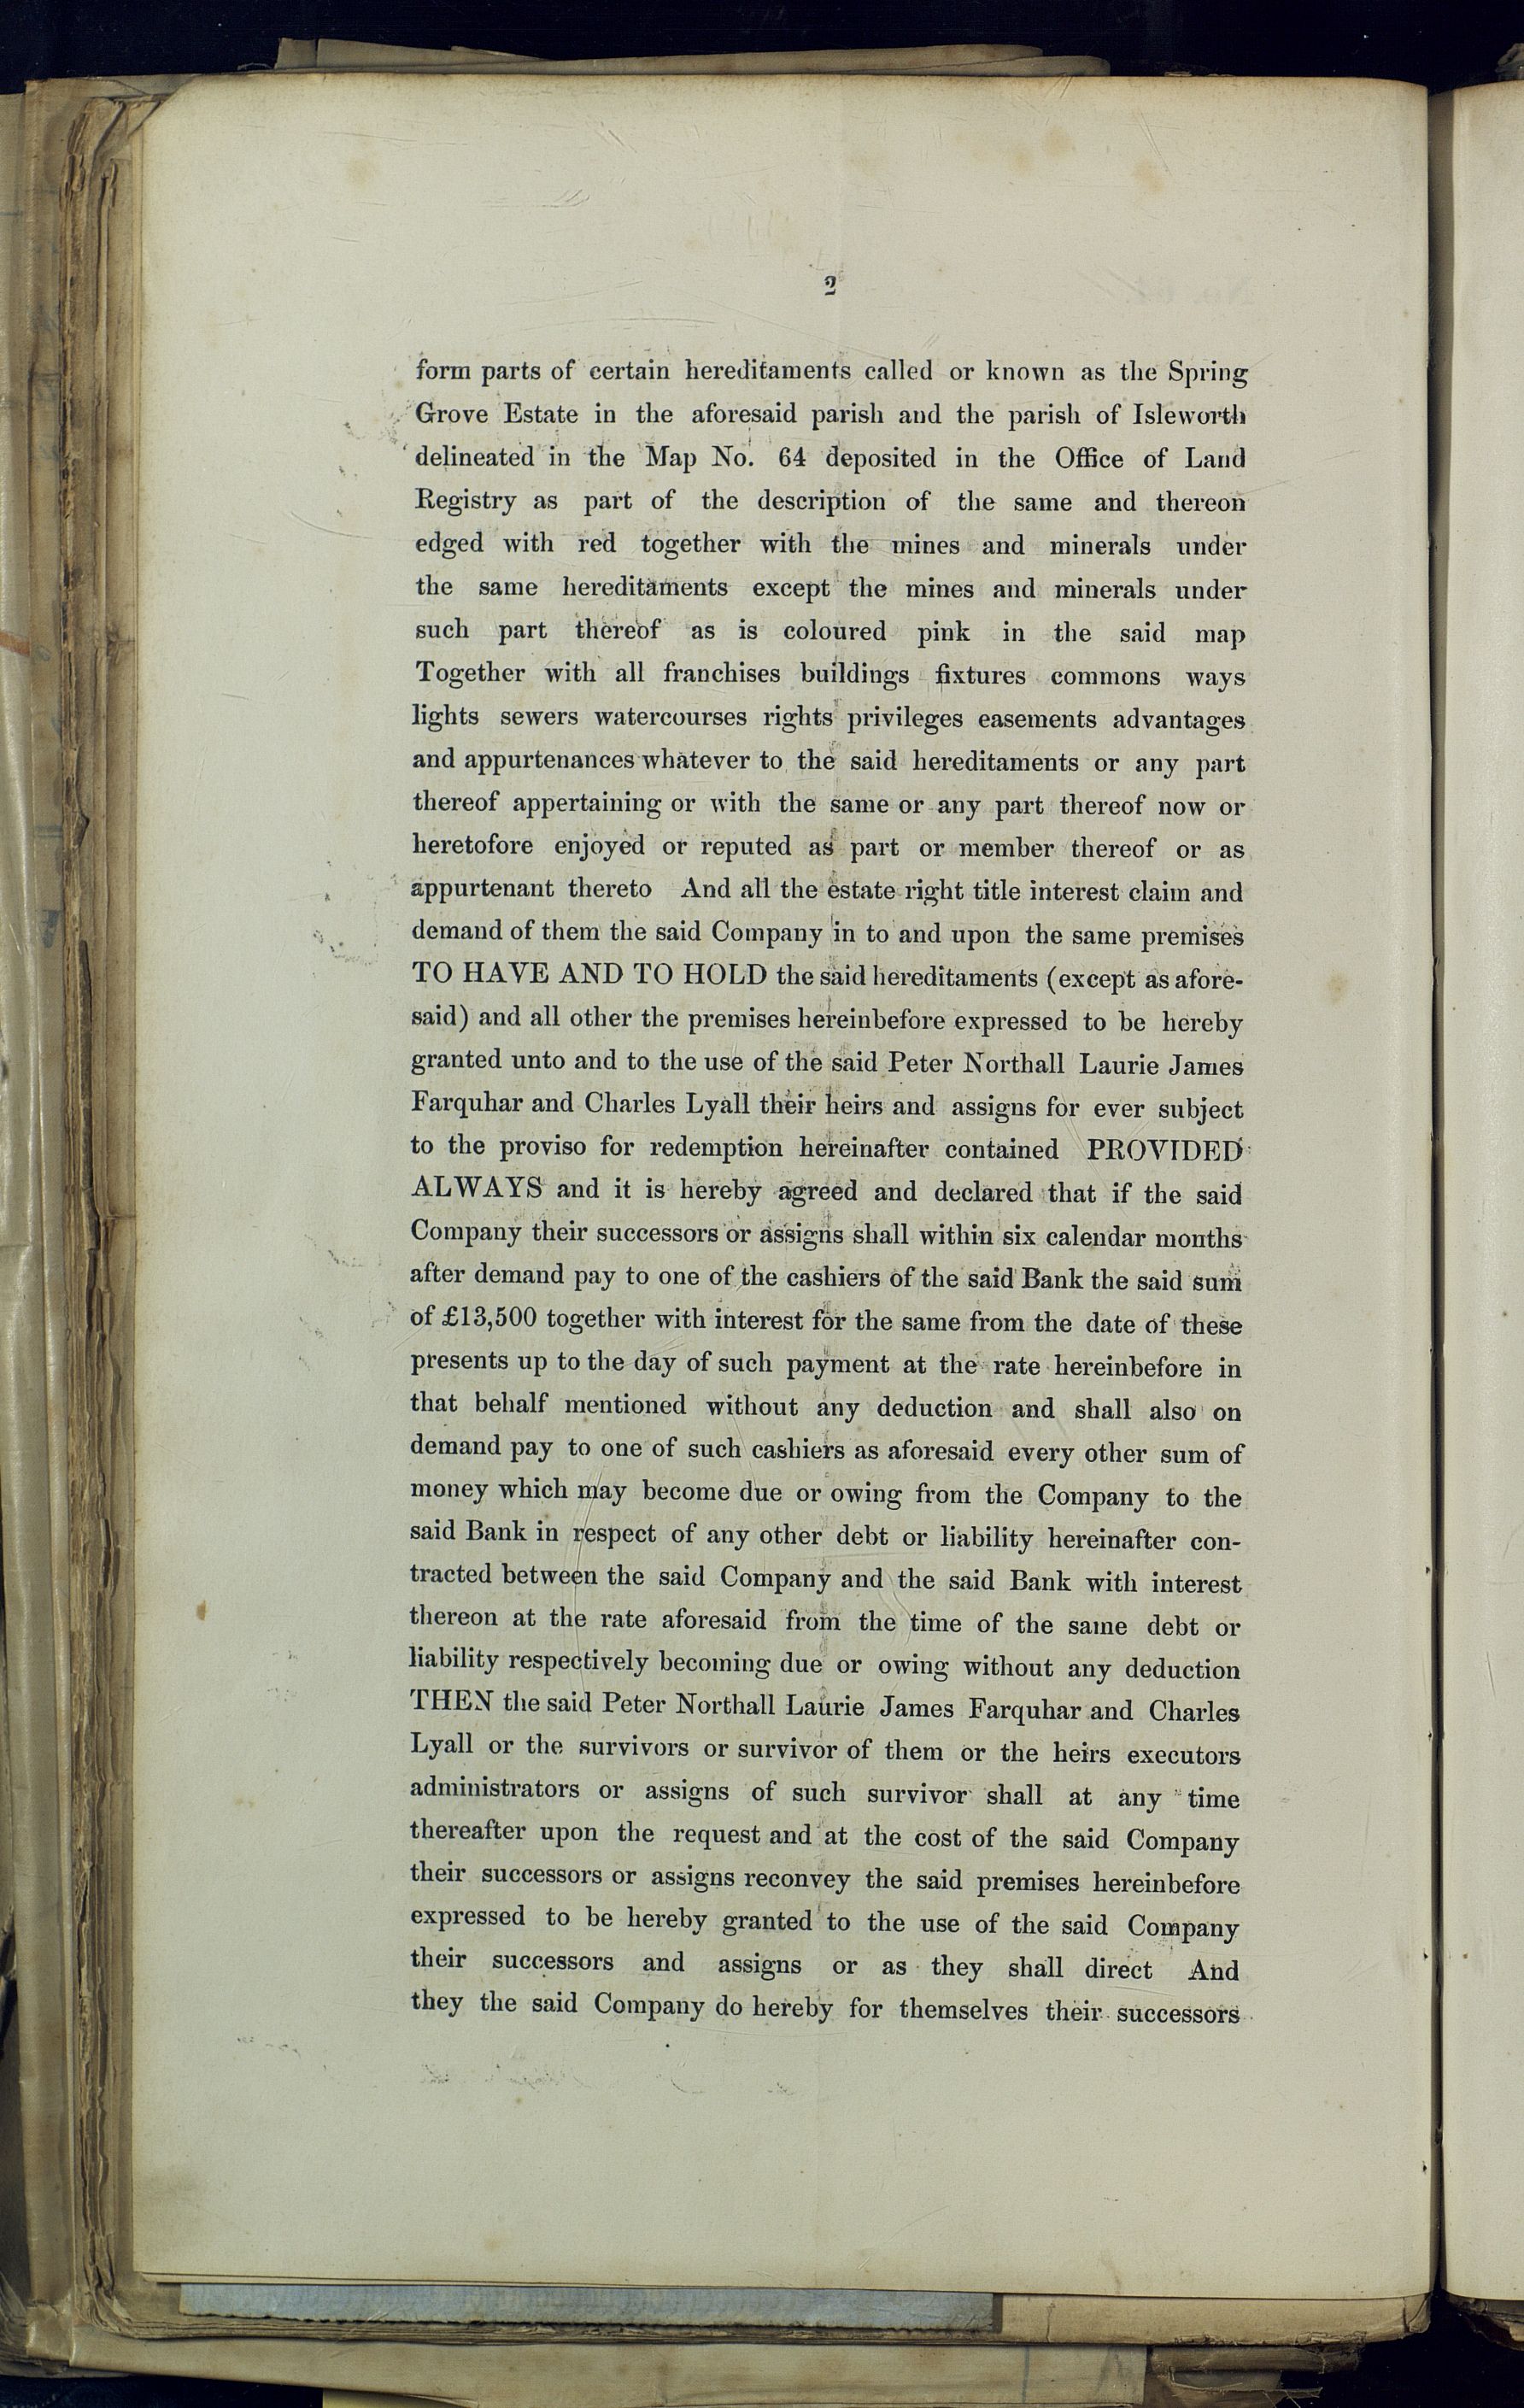 2
form parts of certain hereditaments called or known as the Spring
Grove Estate in the aforesaid parish and the parish of Isleworth
delineated in the Map No. 64 deposited in the Office of Land
Registry as part of the description of the same and thereon
edged with red together with the mines and minerals under
the same hereditaments except the mines and minerals under
such part thereof as is coloured pink in the said map
Together with all franchises buildings fixtures commons ways
lights sewers watercourses rights privileges easements advantages
and appurtenances whatever to the said hereditaments or any part
thereof appertaining or with the same or any part thereof now or
heretofore enjoyed or reputed as part or member thereof or as
appurtenant thereto And all the estate right title interest claim and
demand of them the said Company in to and upon the same premises
TO HAVE AND TO HOLD the said hereditaments (except as afore-
said) and all other the premises hereinbefore expressed to be hereby
granted unto and to the use of the said Peter Northall Laurie James
Farquhar and Charles Lyall their heirs and assigns for ever subject
to the proviso for redemption hereinafter contained PROVIDED
ALWAYS and it is hereby agreed and declared that if the said
Company their successors or assigns shall within six calendar months
after demand pay to one of the cashiers of the said Bank the said sum
of £13,500 together with interest for the same from the date of these
presents up to the day of such payment at the rate hereinbefore in
that behalf mentioned without any deduction and shall also on
demand pay to one of such cashiers as aforesaid every other sum of
money which may become due or owing from the Company to the
said Bank in respect of any other debt or liability hereinafter con-
tracted between the said Company and the said Bank with interest
thereon at the rate aforesaid from the time of the same debt or
liability respectively becoming due or owing without any deduction
THEN the said Peter Northall Laurie James Farquhar and Charles
Lyall or the survivors or survivor of them or the heirs executors
administrators or assigns of such survivor shall at any time
thereafter upon the request and at the cost of the said Company
their successors or assigns reconvey the said premises hereinbefore
expressed to be hereby granted to the use of the said Company
their successors and assigns or as they shall direct And
they the said Company do hereby for themselves their successors